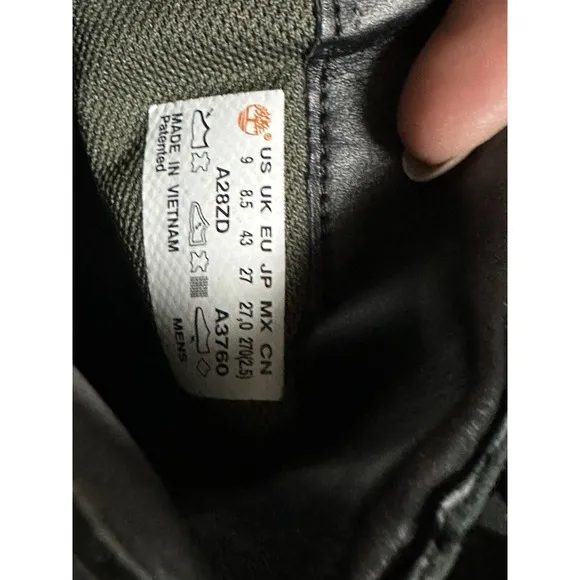 US UK EU JP MX CN
9 8.5 43 27 27,0 270(2.5)
A28ZD A3760
MADE IN VIETNAM MENS
Patented